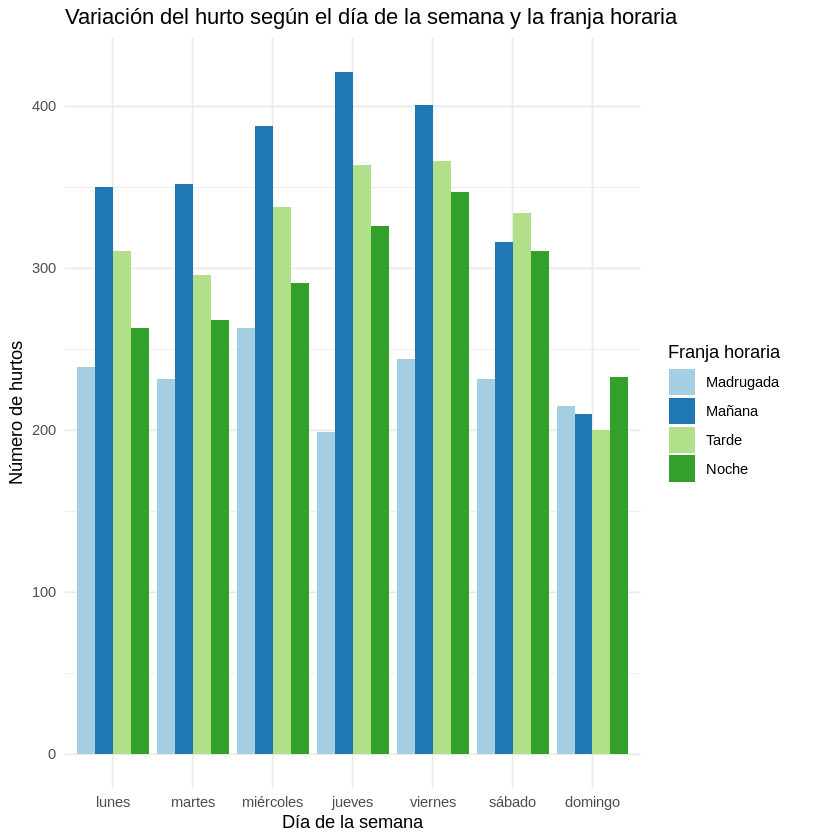 Variación del hurto según el día de la semana y la franja horaria
Número de hurtos
400
300
200
100
0
lunes martes miércoles jueves viernes sábado domingo
Día de la semana
Franja horaria
Madrugada
Mañana
Tarde
Noche